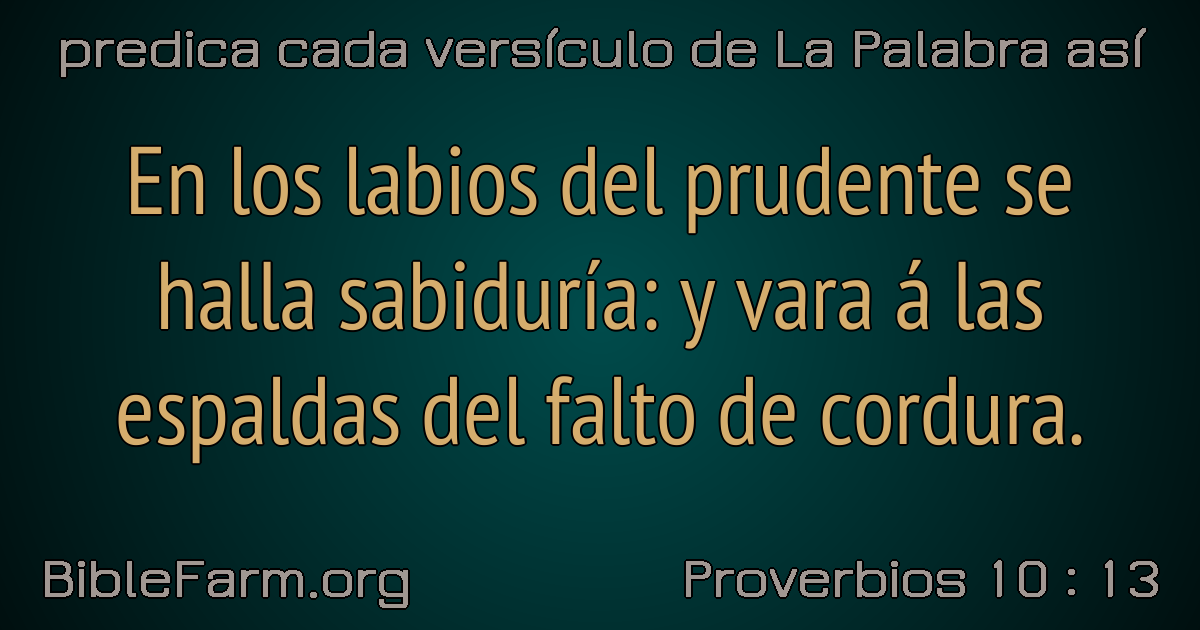 predica cada versículo de La Palabra así
En los labios del prudente se
halla sabiduría: y vara á las
espaldas del falto de cordura.
BibleFarm.org
Proverbios 10 : 13